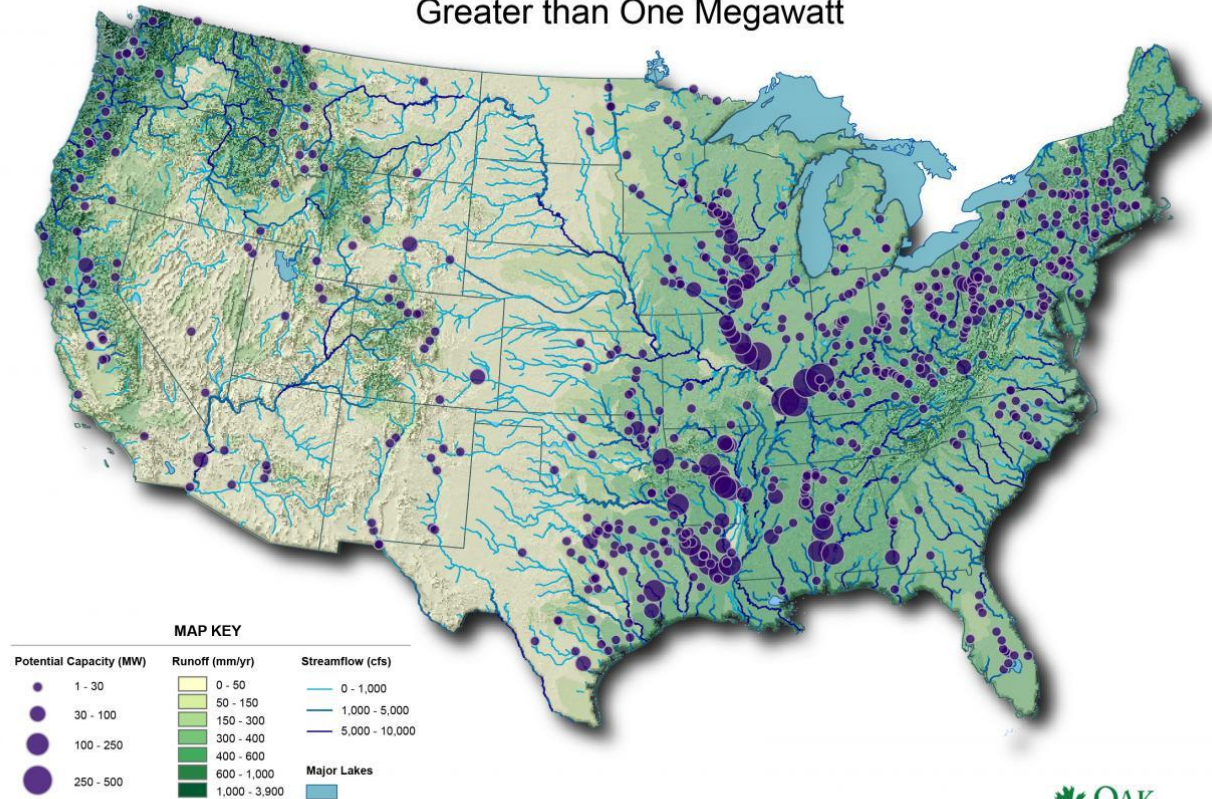 Greater than One Megawatt
MAP KEY
Potential Capacity (MW)
1 - 30
30 - 100
100 - 250
250 - 500
Runoff (mm/yr)
0 - 50
50 - 150
150 - 300
300 - 400
400 - 600
600 - 1,000
1,000 - 3,900
Streamflow (cfs)
0 - 1,000
1,000 - 5,000
5,000 - 10,000
Major Lakes
OAK